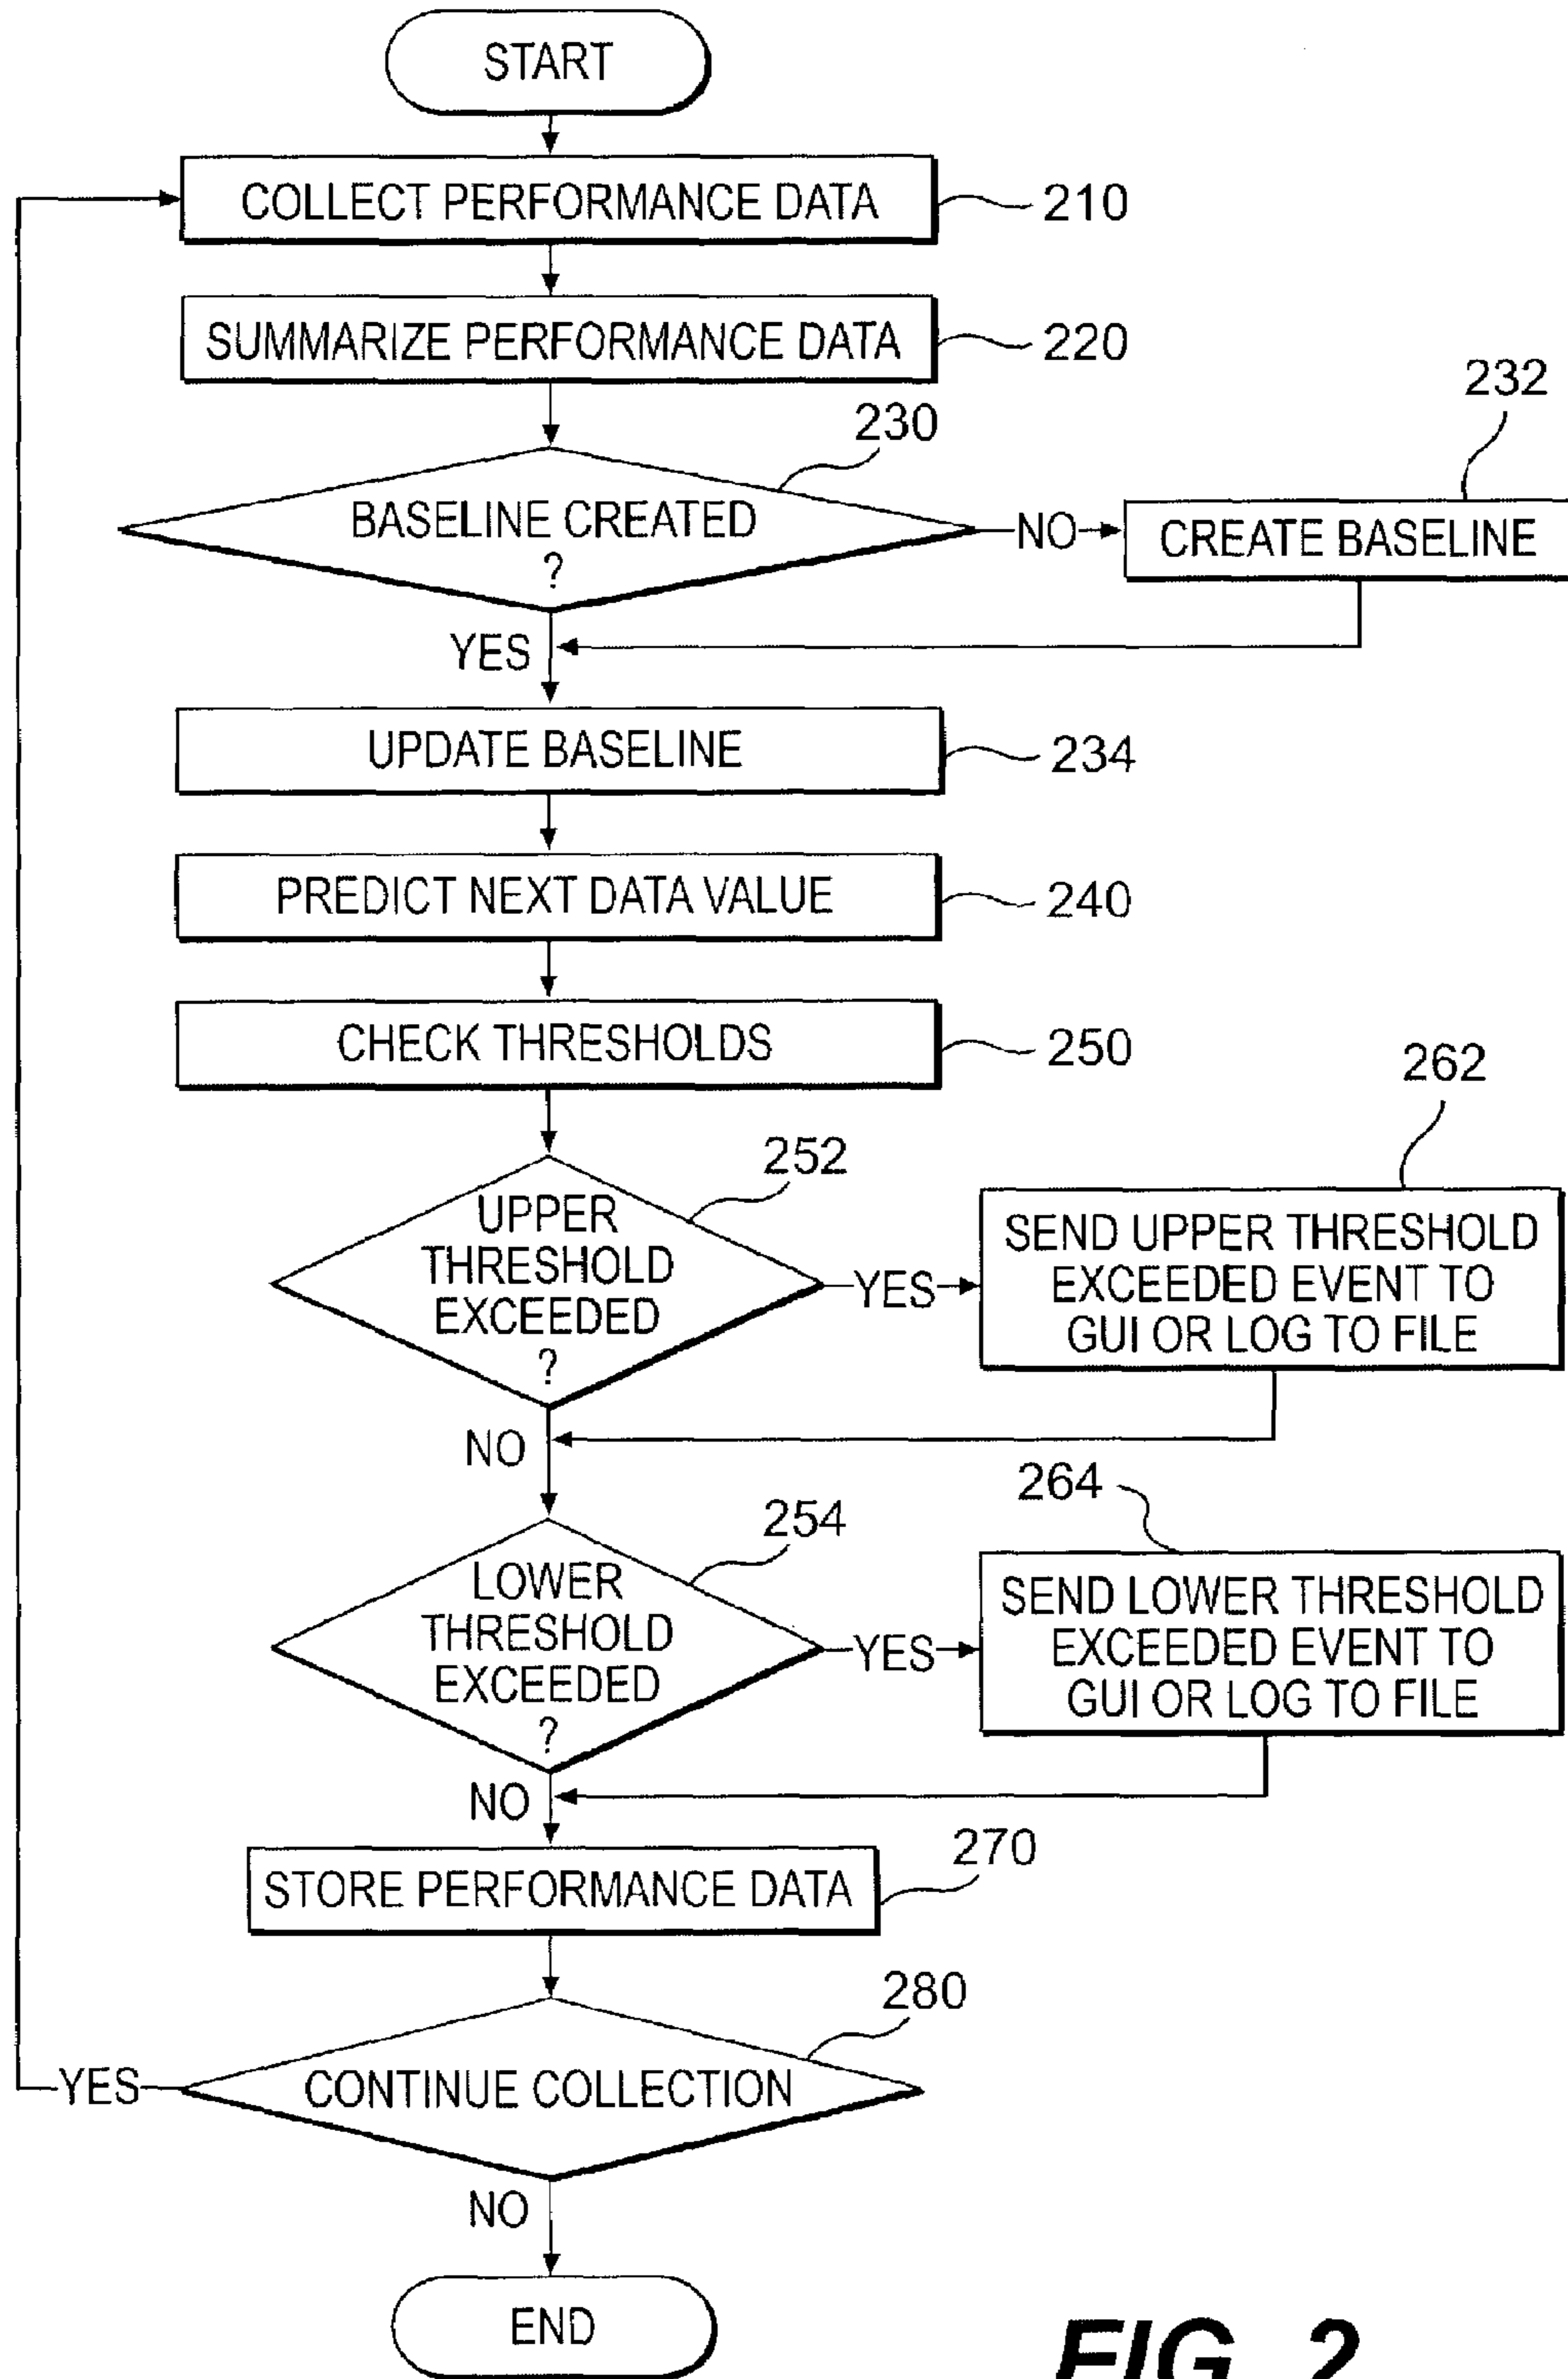 START
COLLECT PERFORMANCE DATA
210
SUMMARIZE PERFORMANCE DATA
220
230
232
BASELINE CREATED
?
NO
CREATE BASELINE
YES
UPDATE BASELINE
234
PREDICT NEXT DATA VALUE
240
CHECK THRESHOLDS
250
252
262
UPPER
THRESHOLD
EXCEEDED
?
YES
SEND UPPER THRESHOLD
EXCEEDED EVENT TO
GUI OR LOG TO FILE
NO
254
264
LOWER
THRESHOLD
EXCEEDED
?
YES
SEND LOWER THRESHOLD
EXCEEDED EVENT TO
GUI OR LOG TO FILE
NO
STORE PERFORMANCE DATA
270
280
CONTINUE COLLECTION
YES
NO
END
FIG. 2